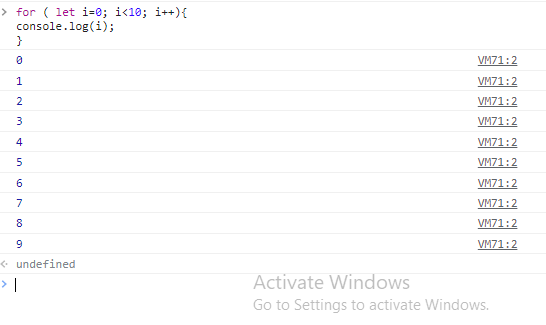 > for ( let i=0; i<10; i++){
console.log(i);
}
0 VM71:2
1 VM71:2
2 VM71:2
3 VM71:2
4 VM71:2
5 VM71:2
6 VM71:2
7 VM71:2
8 VM71:2
9 VM71:2
< undefined
>
Activate Windows
Go to Settings to activate Windows.